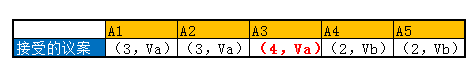 A1 A2 A3 A4 A5
接受的议案 （3，Va） （3，Va） （4，Va） （2，Vb） （2，Vb）